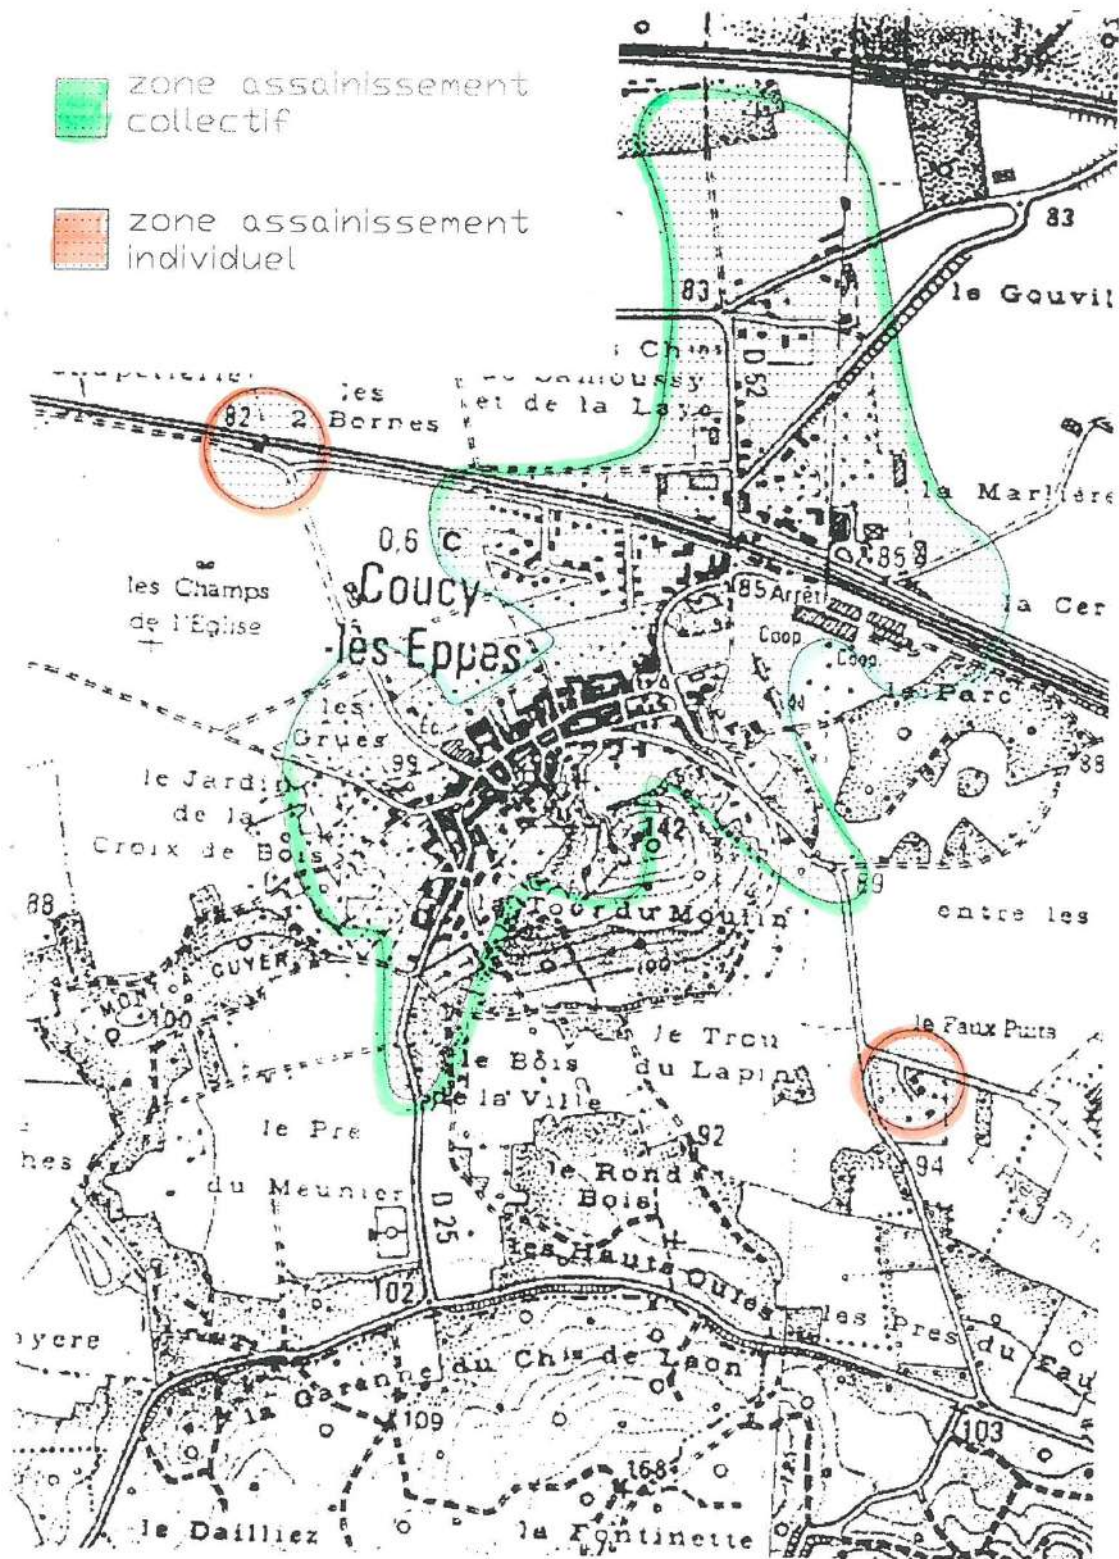 zone assainissement
collectif
zone assainissement
individuel
83
83
le Gouvil
D 52
les
82
2 Bornes
et de la Laye
la Marlière
0,6
C
85
Coucy
-lès Eppes
les Champs
de l'Eglise
85 Arrêt
la Cer
Coop
Coop
le Parc
les
Grues
99
88
le Jardin
de la
Croix de Bois
142
88
la Tour du Moulin
89
entre les
MONT
GUYER
100
100
le Faux Puits
le Trou
du Lapin
le Bois
de la Ville
le Pré
du Meunier
92
94
le Rond
Bois
hes
D 25
les Hauts Ouïes
102
les Prés
du Fau
oyere
la Garenne du Chis de Laon
109
103
168
le Dailliez
la Fontinette